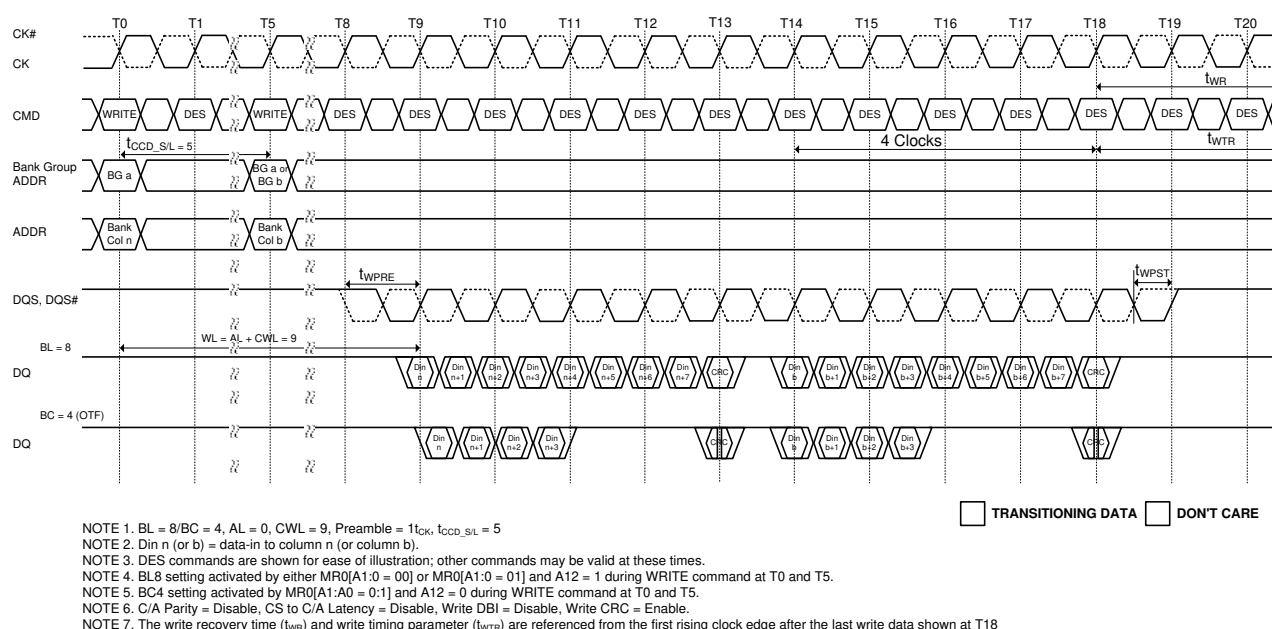 T0 T1 T5 T8 T9 T10 T11 T12 T13 T14 T15 T16 T17 T18 T19 T20
CK#
CK
tWR
CMD WRITE DES WRITE DES DES DES DES DES DES DES DES DES DES DES DES DES
tCCD_S/L = 5 4 Clocks tWTR
Bank Group
ADDR BG a BG a or
BG b
ADDR Bank
Col n Bank
Col b
tWPRE tWPST
DQS, DQS#
WL = AL + CWL = 9
BL = 8
DQ Din
n Din
n+1 Din
n+2 Din
n+3 Din
n+4 Din
n+5 Din
n+6 Din
n+7 CRC Din
b Din
b+1 Din
b+2 Din
b+3 Din
b+4 Din
b+5 Din
b+6 Din
b+7 CRC
BC = 4 (OTF)
DQ Din
n Din
n+1 Din
n+2 Din
n+3 CRC Din
b Din
b+1 Din
b+2 Din
b+3 CRC
TRANSITIONING DATA DON'T CARE
NOTE 1. BL = 8/BC = 4, AL = 0, CWL = 9, Preamble = 1tCK, tCCD_S/L = 5
NOTE 2. Din n (or b) = data-in to column n (or column b).
NOTE 3. DES commands are shown for ease of illustration; other commands may be valid at these times.
NOTE 4. BL8 setting activated by either MR0[A1:0 = 00] or MR0[A1:0 = 01] and A12 = 1 during WRITE command at T0 and T5.
NOTE 5. BC4 setting activated by MR0[A1:A0 = 0:1] and A12 = 0 during WRITE command at T0 and T5.
NOTE 6. C/A Parity = Disable, CS to C/A Latency = Disable, Write DBI = Disable, Write CRC = Enable.
NOTE 7. The write recovery time (tWR) and write timing parameter (tWTR) are referenced from the first rising clock edge after the last write data shown at T18